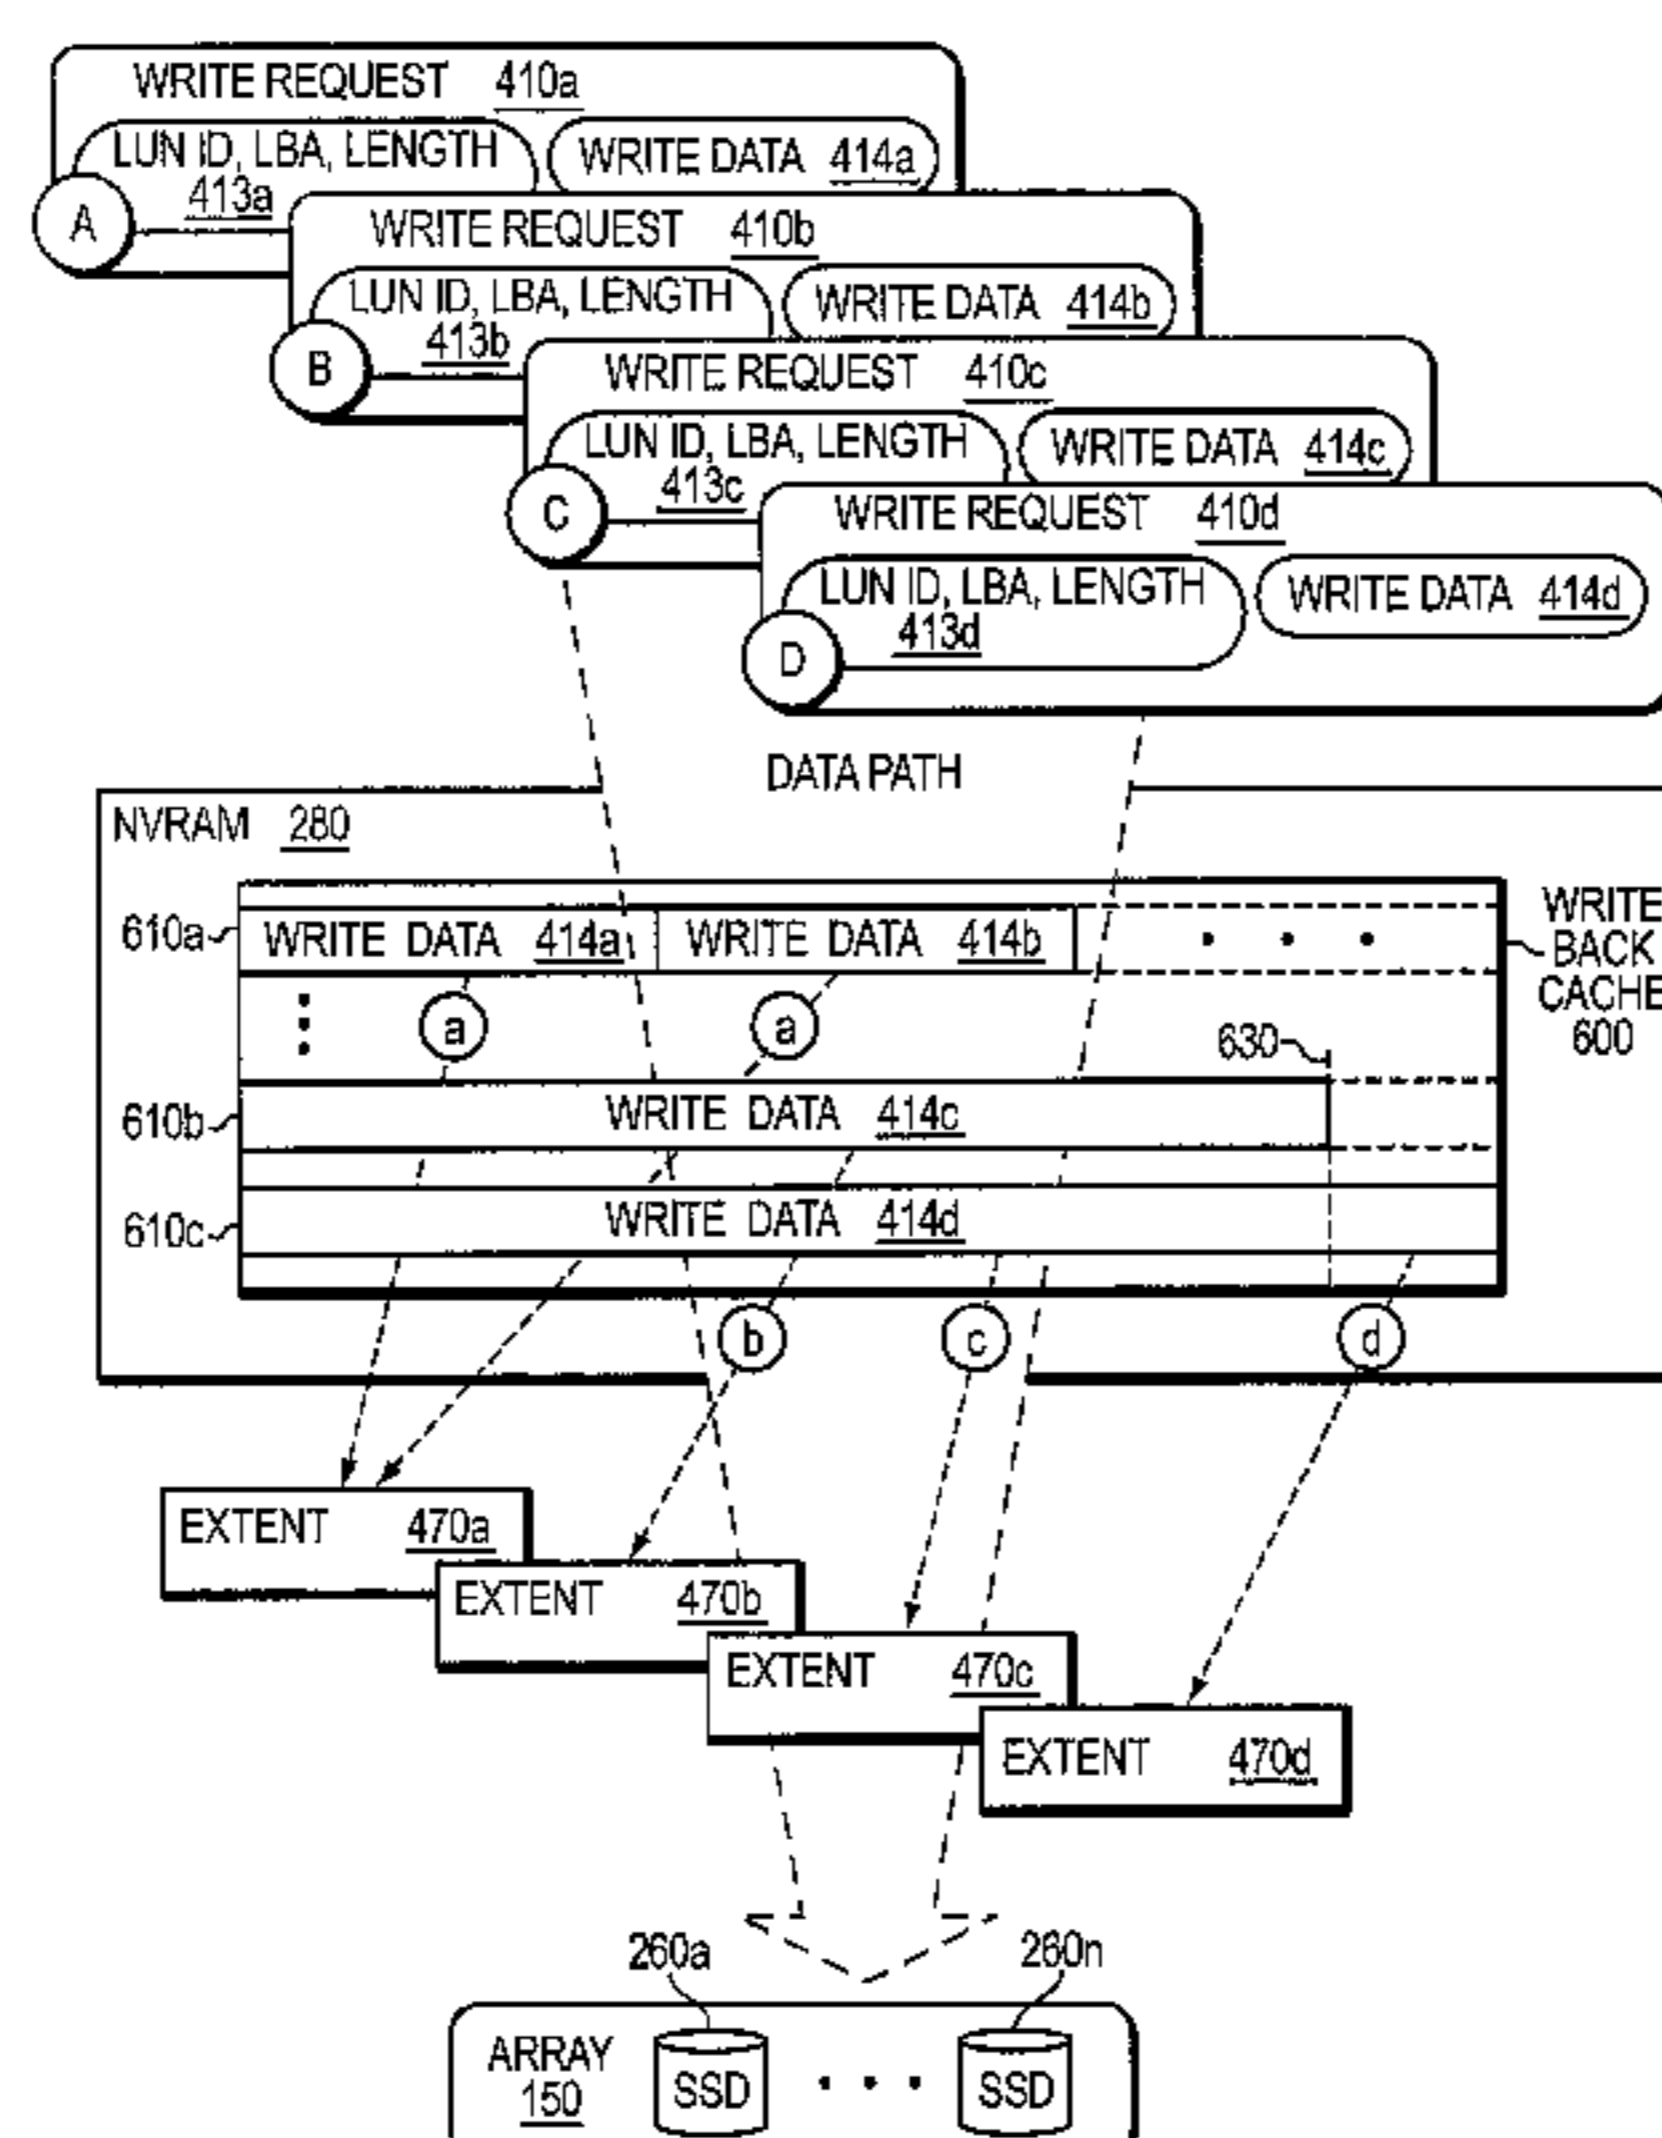 WRITE REQUEST 410a
LUN ID, LBA, LENGTH
413a
WRITE DATA 414a
A
WRITE REQUEST 410b
LUN ID, LBA, LENGTH
413b
WRITE DATA 414b
B
WRITE REQUEST 410c
LUN ID, LBA, LENGTH
413c
WRITE DATA 414c
C
WRITE REQUEST 410d
LUN ID, LBA, LENGTH
413d
WRITE DATA 414d
D
DATA PATH
NVRAM 280
610a
WRITE DATA 414a
WRITE DATA 414b
WRITE
BACK
CACHE
600
a
a
630
610b
WRITE DATA 414c
610c
WRITE DATA 414d
b
c
d
EXTENT 470a
EXTENT 470b
EXTENT 470c
EXTENT 470d
260a
260n
ARRAY
150
SSD
SSD